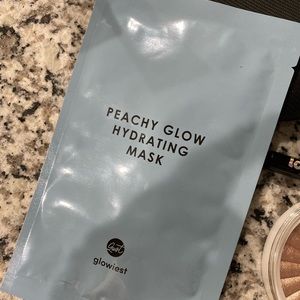 PEACHY GLOW
HYDRATING
MASK
glowiest